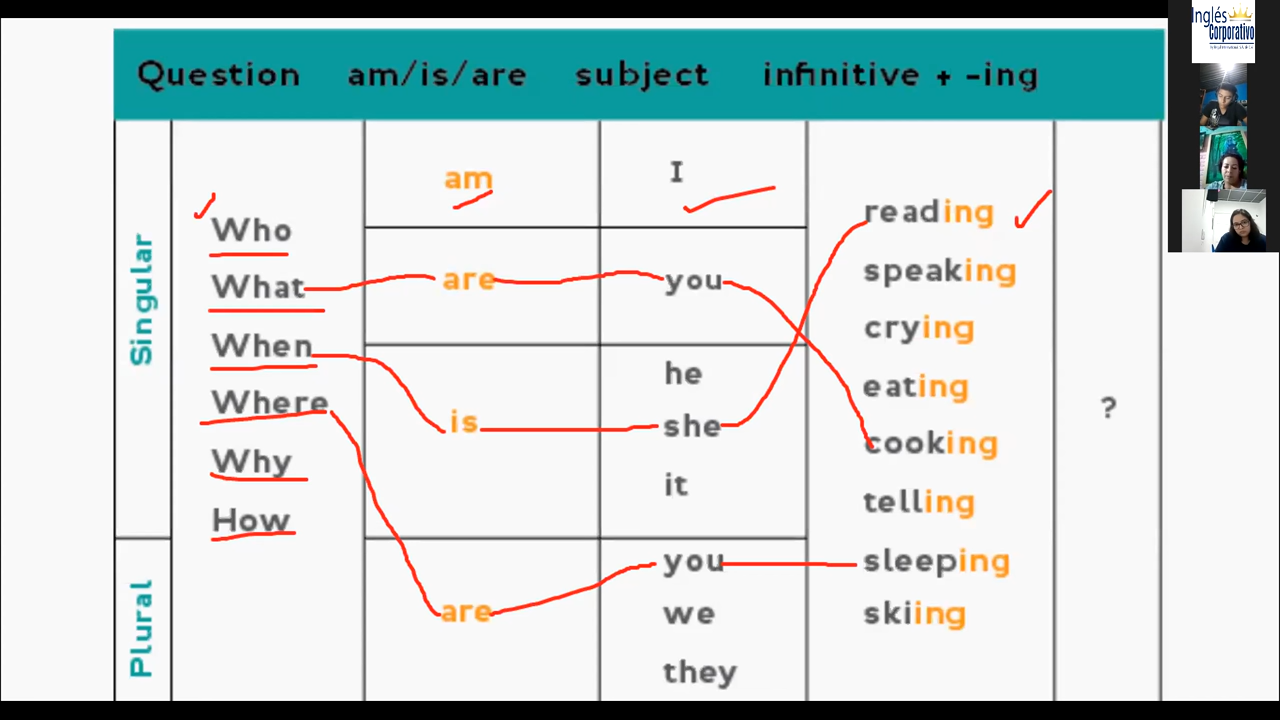 Question am/is/are subject infinitive + -ing
Singular
Who
What
When
Where
Why
How
am
are
is
I
you
he
she
it
reading
speaking
crying
eating
cooking
telling
sleeping
skiing
?
Plural
are
you
we
they
Inglés
Corporativo